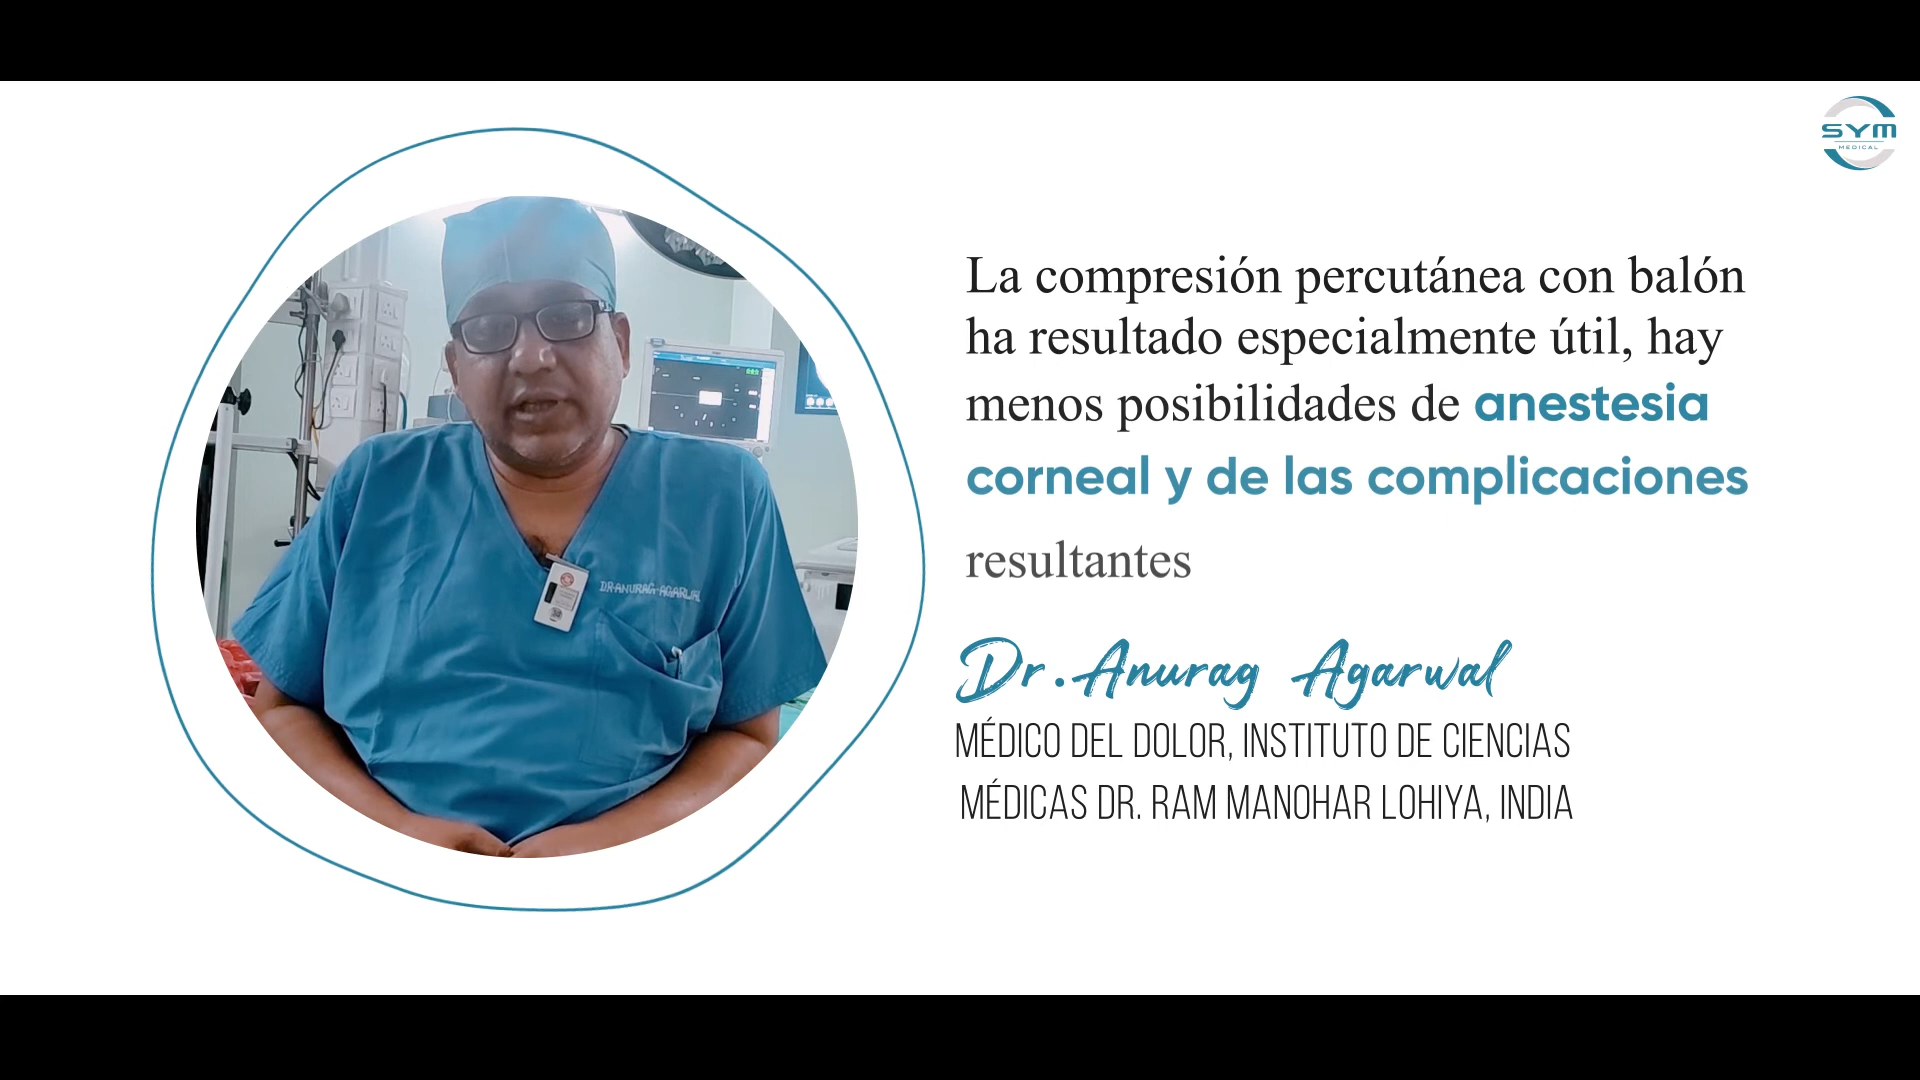 SYM
MEDICAL
La compresión percutánea con balón
ha resultado especialmente útil, hay
menos posibilidades de anestesia
corneal y de las complicaciones
resultantes
DR·ANURAG·AGARWAL
Dr. Anurag Agarwal
MÉDICO DEL DOLOR, INSTITUTO DE CIENCIAS
MÉDICAS DR. RAM MANOHAR LOHIYA, INDIA